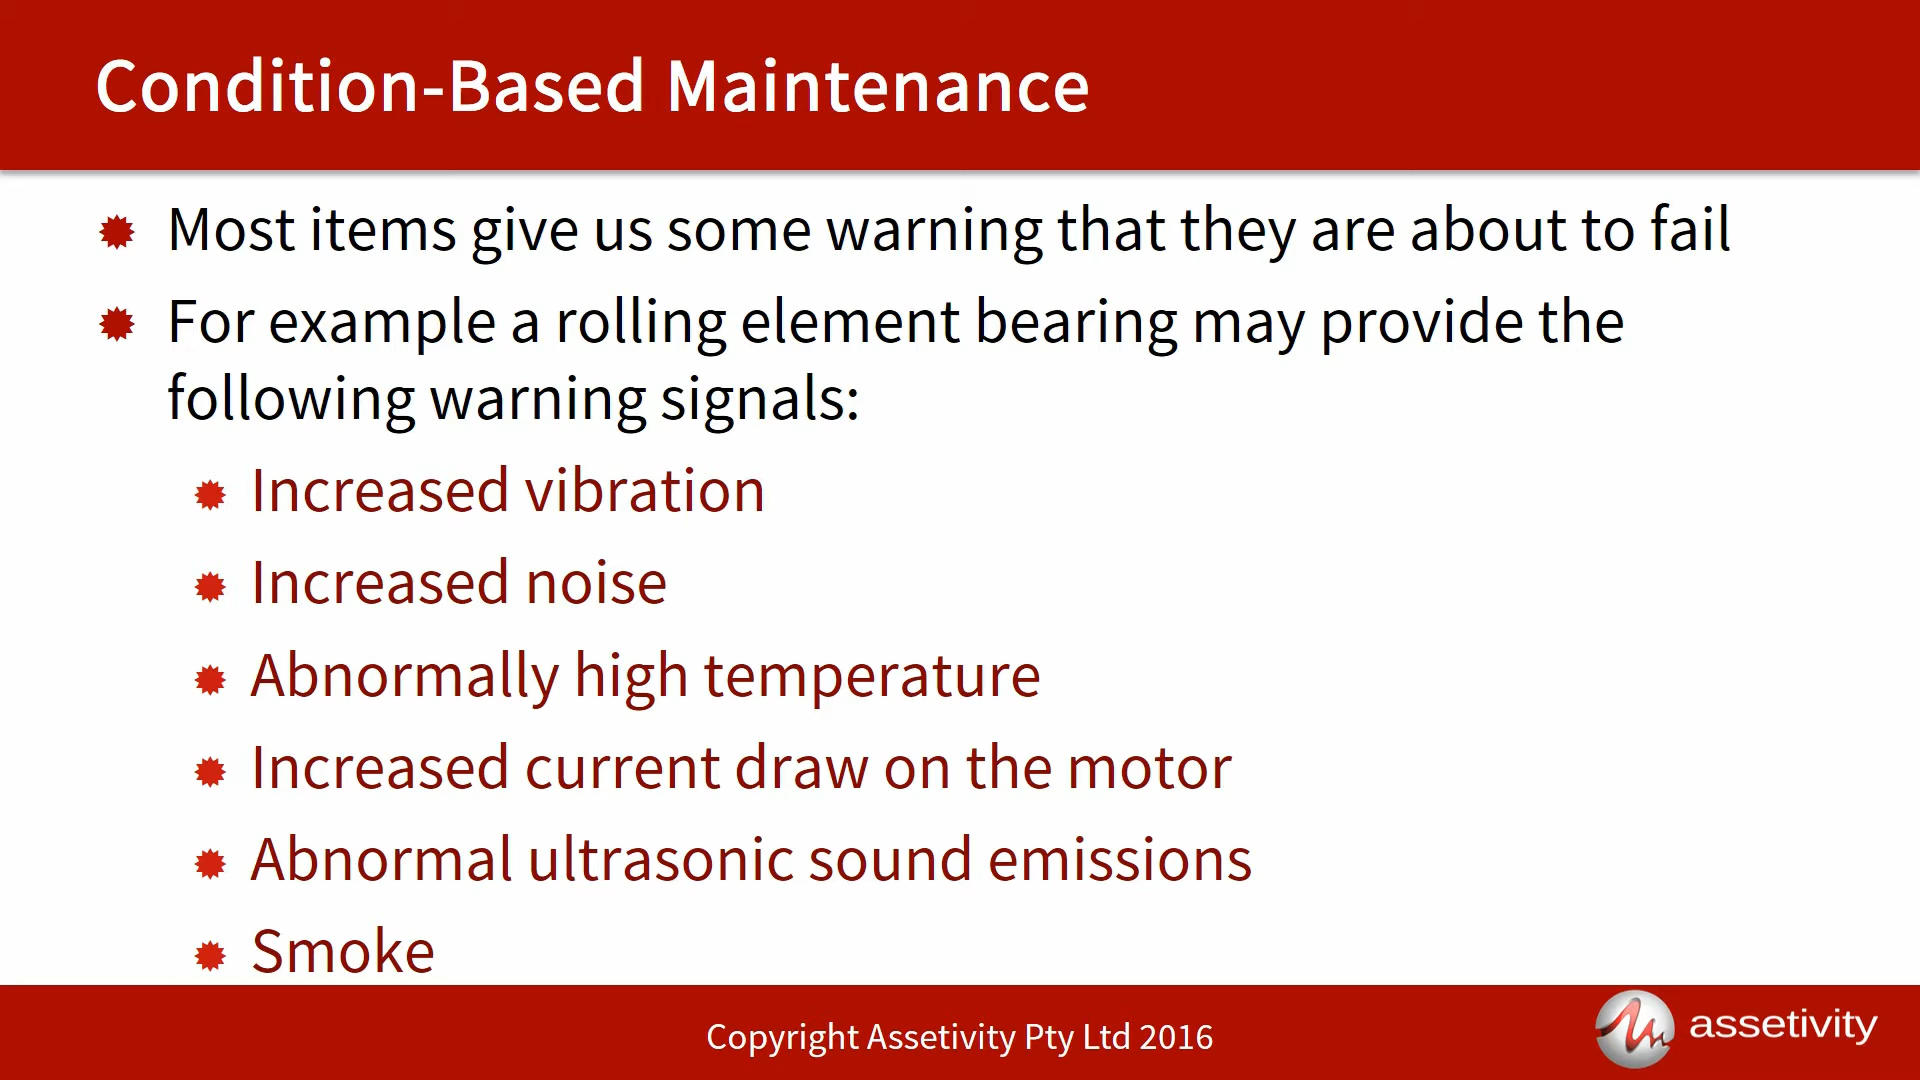 Condition-Based Maintenance
Most items give us some warning that they are about to fail
For example a rolling element bearing may provide the
following warning signals:
Increased vibration
Increased noise
Abnormally high temperature
Increased current draw on the motor
Abnormal ultrasonic sound emissions
Smoke
Copyright Assetivity Pty Ltd 2016
assetivity